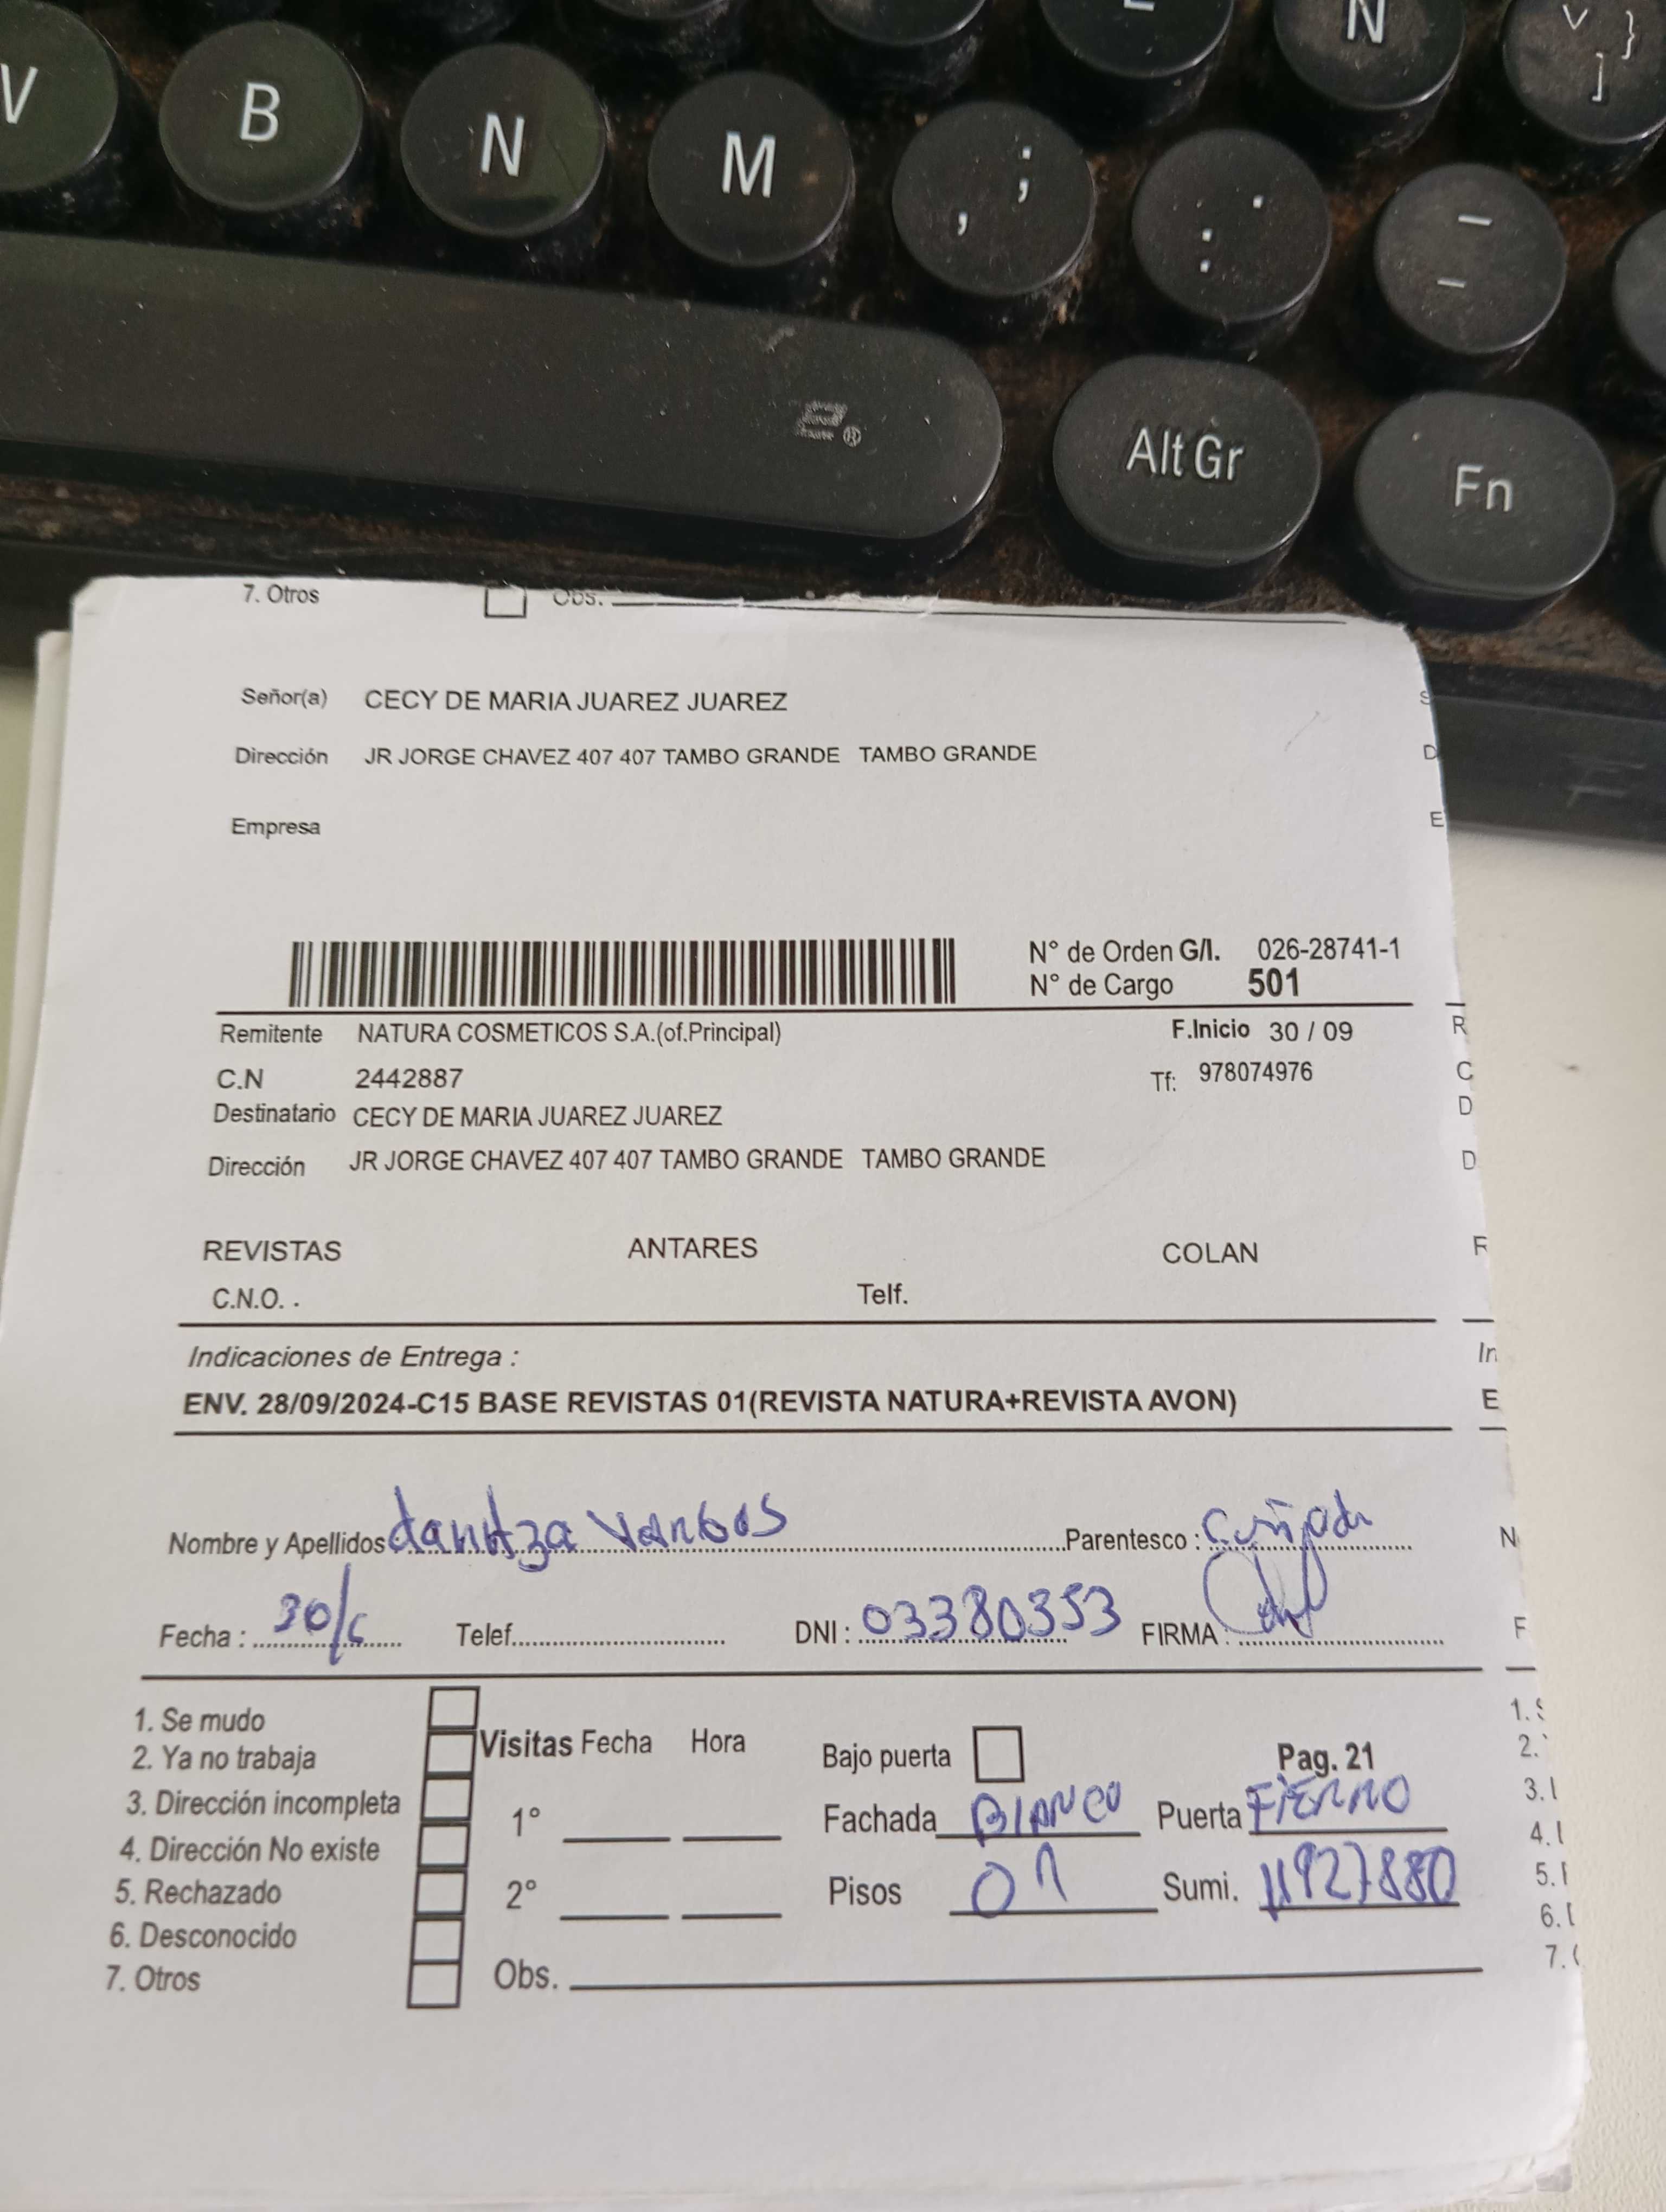 N
V } ]
V B N M , ; . : - _
Alt Gr Fn
7. Otros Obs.
Señor(a) CECY DE MARIA JUAREZ JUAREZ
Dirección JR JORGE CHAVEZ 407 407 TAMBO GRANDE TAMBO GRANDE
Empresa
N° de Orden G/I. 026-28741-1
N° de Cargo 501
Remitente NATURA COSMETICOS S.A.(of.Principal) F.Inicio 30 / 09
C.N 2442887 Tf: 978074976
Destinatario CECY DE MARIA JUAREZ JUAREZ
Dirección JR JORGE CHAVEZ 407 407 TAMBO GRANDE TAMBO GRANDE
REVISTAS ANTARES COLAN
C.N.O. . Telf.
Indicaciones de Entrega :
ENV. 28/09/2024-C15 BASE REVISTAS 01(REVISTA NATURA+REVISTA AVON)
Nombre y Apellidos danitza Vargas Parentesco : Cuñada
Fecha : Telef. DNI : 03380353 FIRMA :
1. Se mudo
2. Ya no trabaja
3. Dirección incompleta
4. Dirección No existe
5. Rechazado
6. Desconocido
7. Otros
Visitas Fecha Hora
1°
2°
Obs.
Bajo puerta Pag. 21
Fachada BLANCO Puerta FIERRO
Pisos 01 Sumi. 11927880